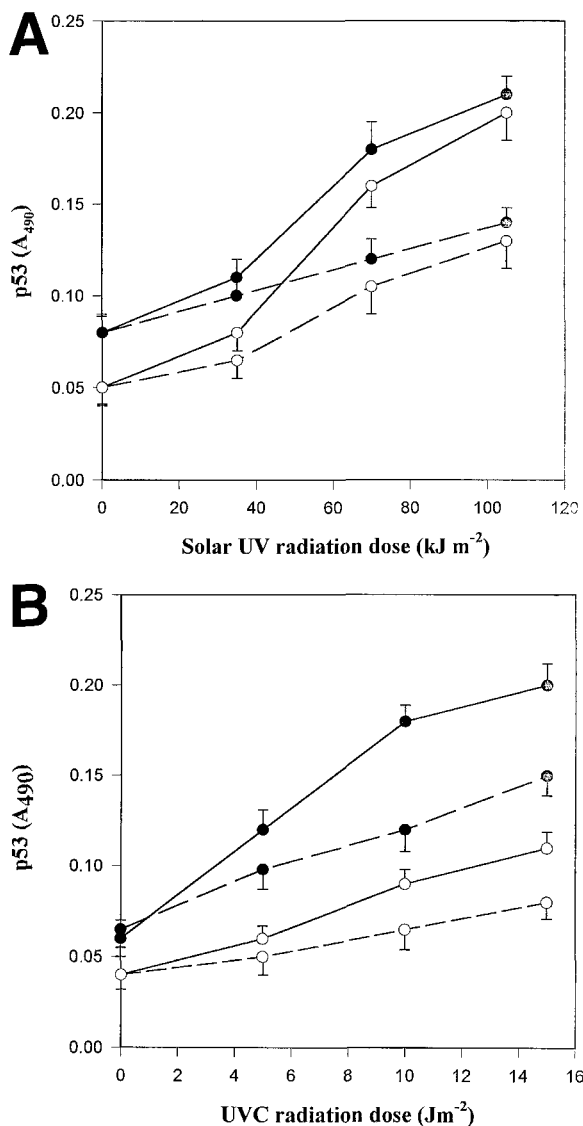 A
0.25
0.20
0.15
0.10
0.05
0.00
p53 (A490)
0 20 40 60 80 100 120
Solar UV radiation dose (kJ m-2)
B
0.25
0.20
0.15
0.10
0.05
0.00
p53 (A490)
0 2 4 6 8 10 12 14 16
UVC radiation dose (Jm-2)